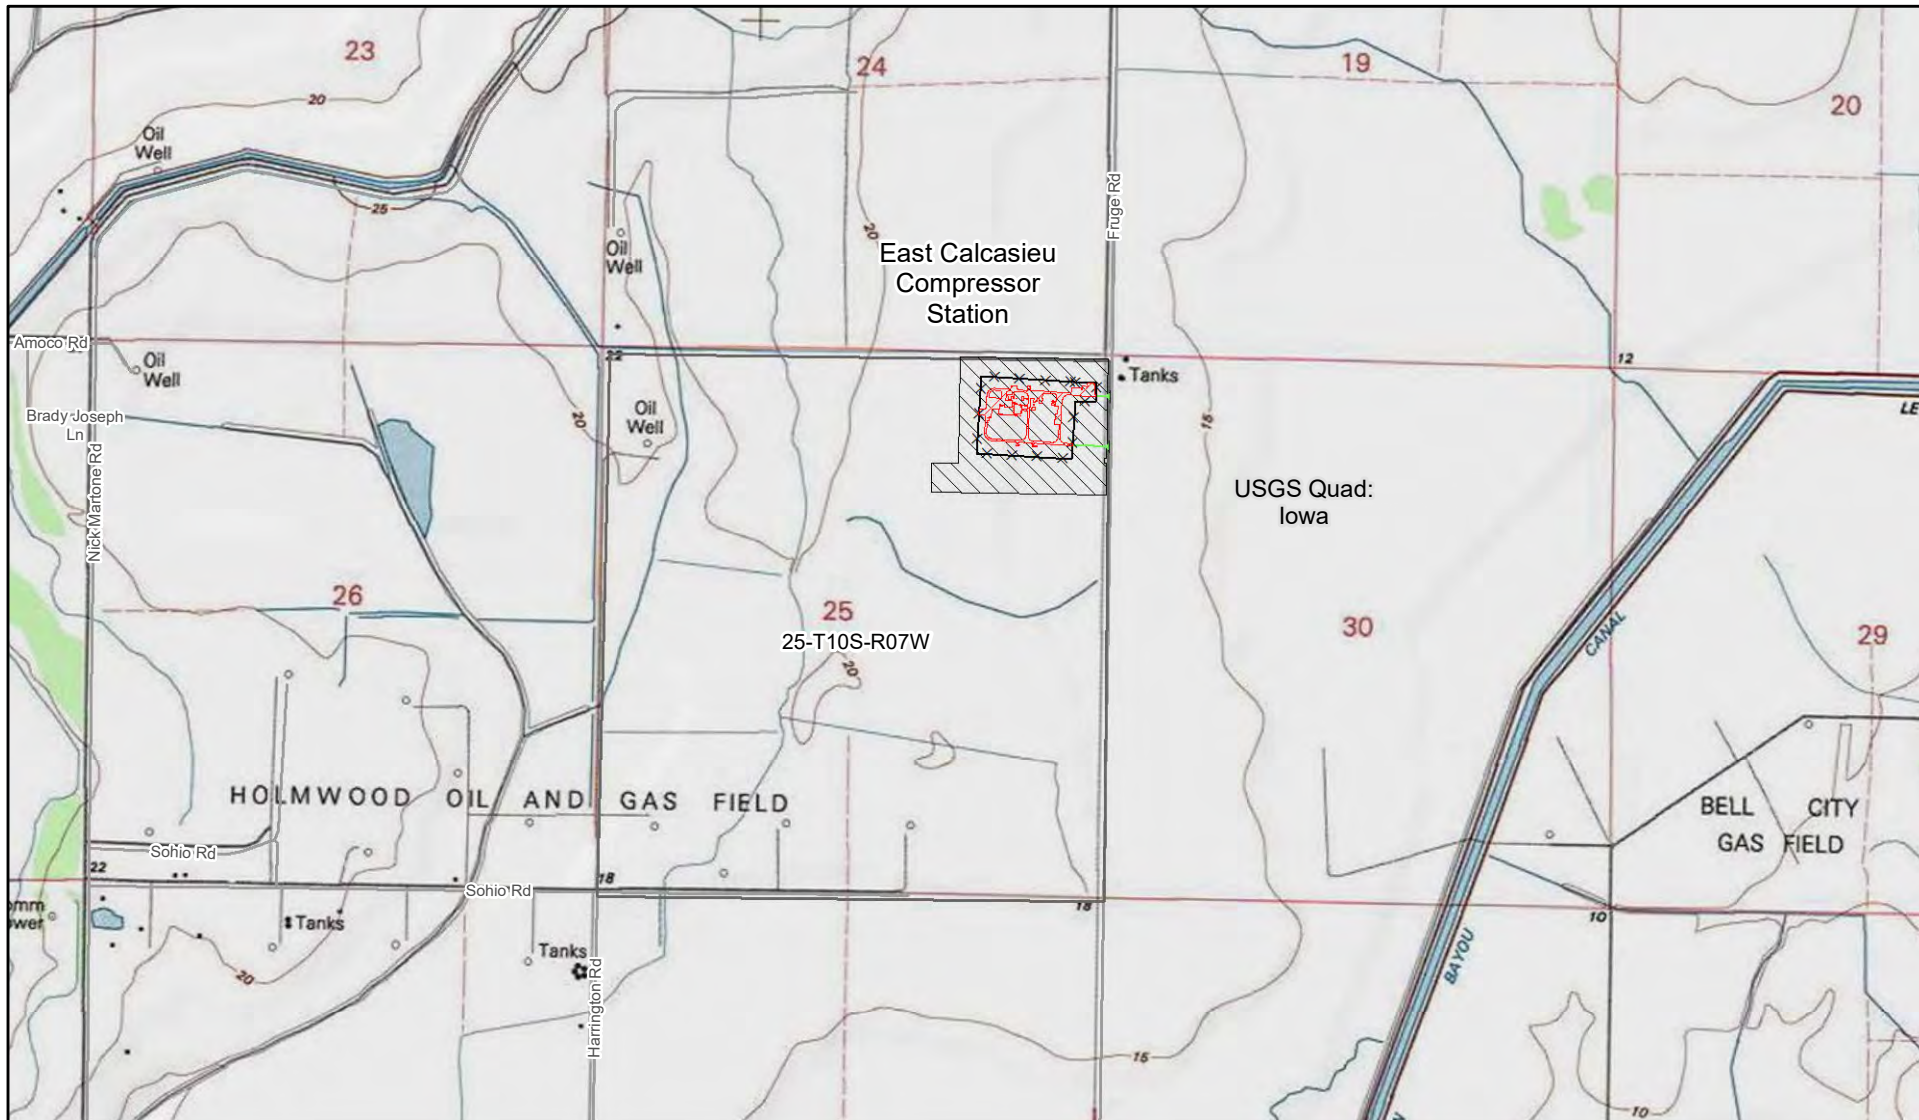 23
24
19
20
20
Oil
Well
25
Fruge Rd
20
Oil
Well
East Calcasieu
Compressor
Station
Amoco Rd
22
12
Oil
Well
Tanks
Brady Joseph
Ln
20
Oil
Well
15
LE
Nick Martone Rd
USGS Quad:
Iowa
26
25
30
29
25-T10S-R07W
20
CANAL
HOLMWOOD OIL AND GAS FIELD
BELL CITY
GAS FIELD
Sohio Rd
22
18
Sohio Rd
18
10
omm
ower
Tanks
Tanks
20
BAYOU
Harrington Rd
15
10